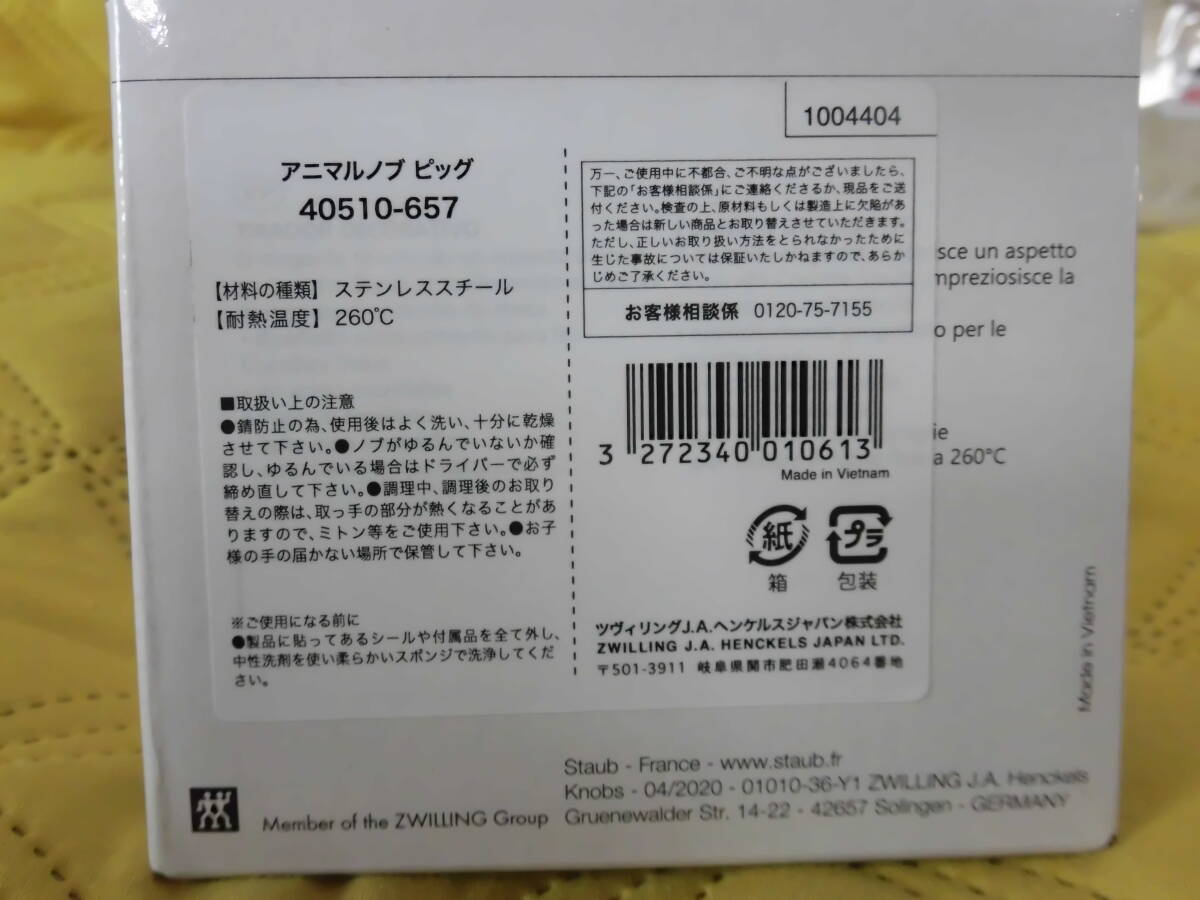 1004404
アニマルノブ ピッグ
40510-657
【材料の種類】 ステンレススチール
【耐熱温度】 260℃
■取扱い上の注意
●錆防止の為、使用後はよく洗い、十分に乾燥
させて下さい。●ノブがゆるんでいないか確
認し、ゆるんでいる場合はドライバーで必ず
締め直して下さい。●調理中、調理後のお取り
替えの際は、取っ手の部分が熱くなることがあ
りますので、ミトン等をご使用下さい。●お子
様の手の届かない場所で保管して下さい。
※ご使用になる前に
●製品に貼ってあるシールや付属品を全て外し、
中性洗剤を使い柔らかいスポンジで洗浄してくだ
さい。
万一、ご使用中に不都合、ご不明な点がございましたら、
下記の「お客様相談係」にご連絡くださるか、現品をご送
付ください。検査の上、原材料もしくは製造上に欠陥があ
った場合は新しい商品とお取り替えさせていただきます。
ただし、正しいお取り扱い方法をとられなかったために
生じた事故については保証いたしかねますので、あらか
じめご了承ください。
お客様相談係 0120-75-7155
3 272340 010613
Made in Vietnam
紙 プラ
箱 包装
ツヴィリングJ.A.ヘンケルスジャパン株式会社
ZWILLING J.A. HENCKELS JAPAN LTD.
〒501-3911 岐阜県関市肥田瀬4064番地
sce un aspetto
mpreziosisce la
o per le
ie
a 260°C
Made in Vietnam
Staub - France - www.staub.fr
Knobs - 04/2020 - 01010-36-Y1 ZWILLING J.A. Henckels
Member of the ZWILLING Group Gruenewalder Str. 14-22 - 42657 Solingen - GERMANY